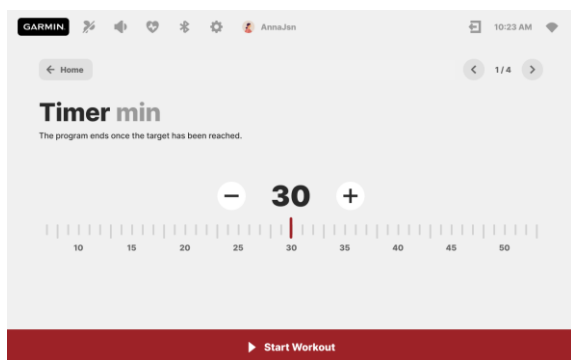 GARMIN.
AnnaJsn
10:23 AM
Home
1/4
Timer min
The program ends once the target has been reached.
30
10 15 20 25 30 35 40 45 50
Start Workout